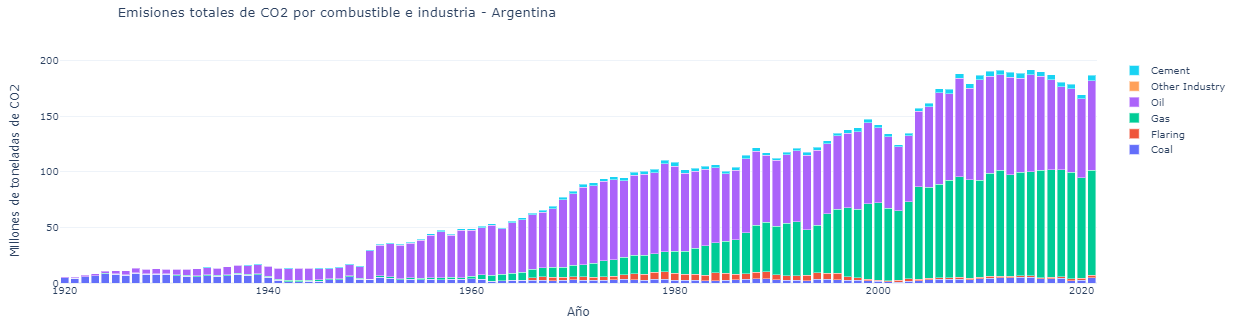 Emisiones totales de CO2 por combustible e industria - Argentina
Millones de toneladas de CO2
200
150
100
50
0
1920
1940
1960
1980
2000
2020
Año
Cement
Other Industry
Oil
Gas
Flaring
Coal